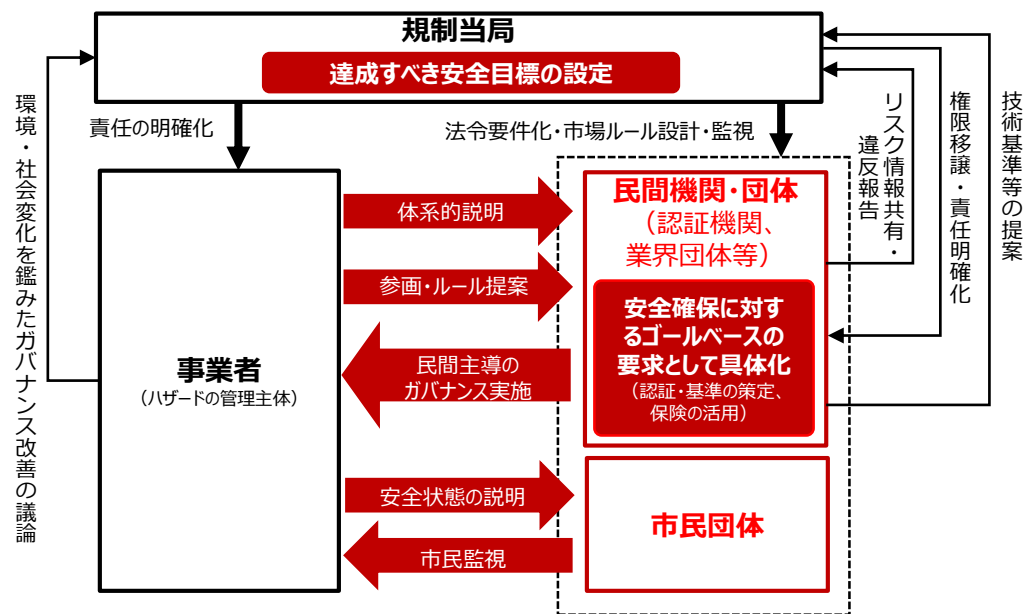 規制当局
達成すべき安全目標の設定
責任の明確化
法令要件化・市場ルール設計・監視
環境・社会変化を鑑みたガバナンス改善の議論
事業者
（ハザードの管理主体）
体系的説明
参画・ルール提案
民間主導の
ガバナンス実施
安全状態の説明
市民監視
民間機関・団体
（認証機関、
業界団体等）
安全確保に対す
るゴールベースの
要求として具体化
（認証・基準の策定、
保険の活用）
市民団体
リスク情報共有・
違反報告
権限移譲・責任明確化
技術基準等の提案